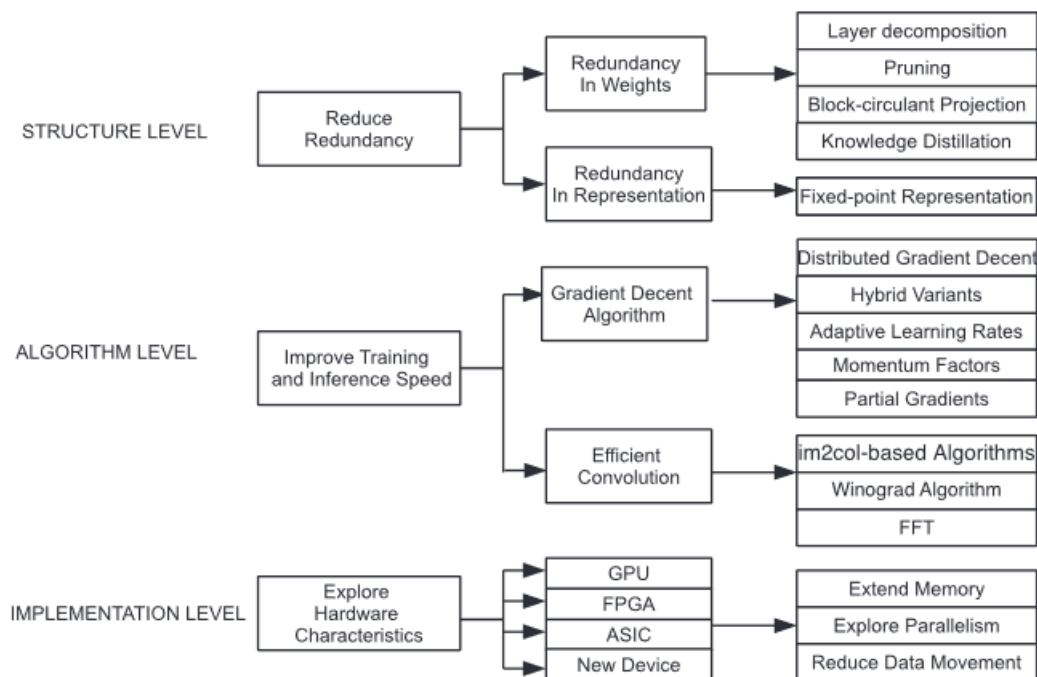 STRUCTURE LEVEL
Reduce
Redundancy
Redundancy
In Weights
Layer decomposition
Pruning
Block-circulant Projection
Knowledge Distillation
Redundancy
In Representation
Fixed-point Representation
ALGORITHM LEVEL
Improve Training
and Inference Speed
Gradient Decent
Algorithm
Distributed Gradient Decent
Hybrid Variants
Adaptive Learning Rates
Momentum Factors
Partial Gradients
Efficient
Convolution
im2col-based Algorithms
Winograd Algorithm
FFT
IMPLEMENTATION LEVEL
Explore
Hardware
Characteristics
GPU
FPGA
ASIC
New Device
Extend Memory
Explore Parallelism
Reduce Data Movement